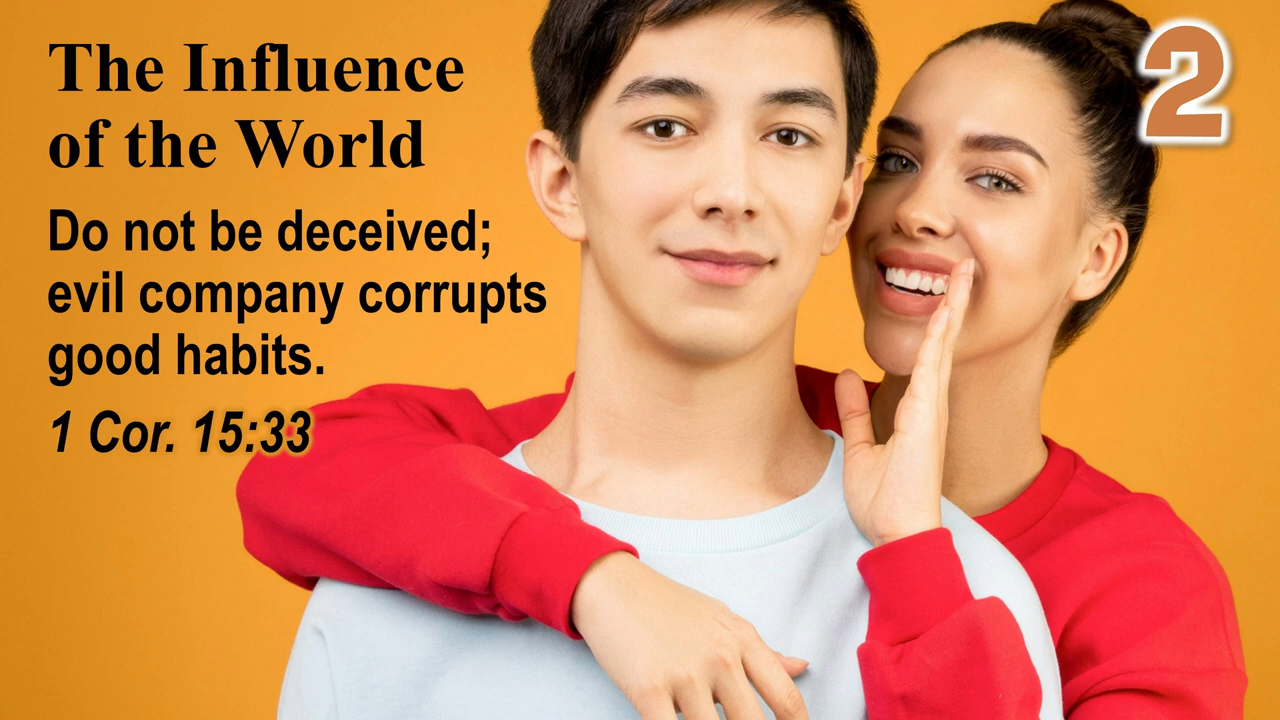 The Influence
of the World
2
Do not be deceived;
evil company corrupts
good habits.
1 Cor. 15:33